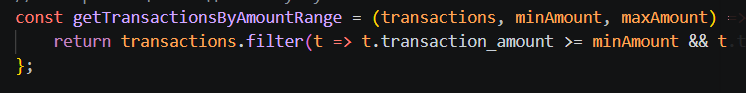 const getTransactionsByAmountRange = (transactions, minAmount, maxAmount) =>
return transactions.filter(t => t.transaction_amount >= minAmount && t.
};